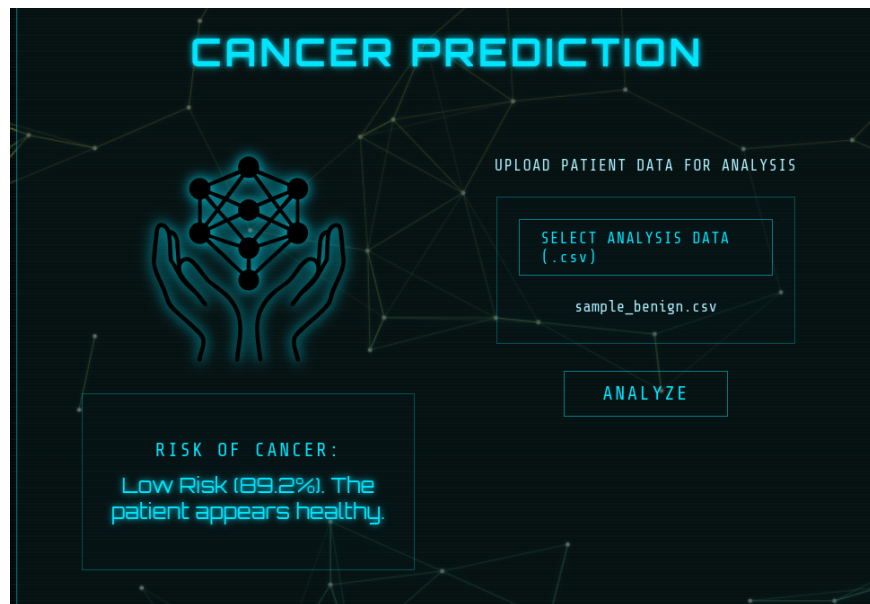 CANCER PREDICTION
UPLOAD PATIENT DATA FOR ANALYSIS
SELECT ANALYSIS DATA
(.csv)
sample_benign.csv
ANALYZE
RISK OF CANCER:
Low Risk (89.2%). The
patient appears healthy.